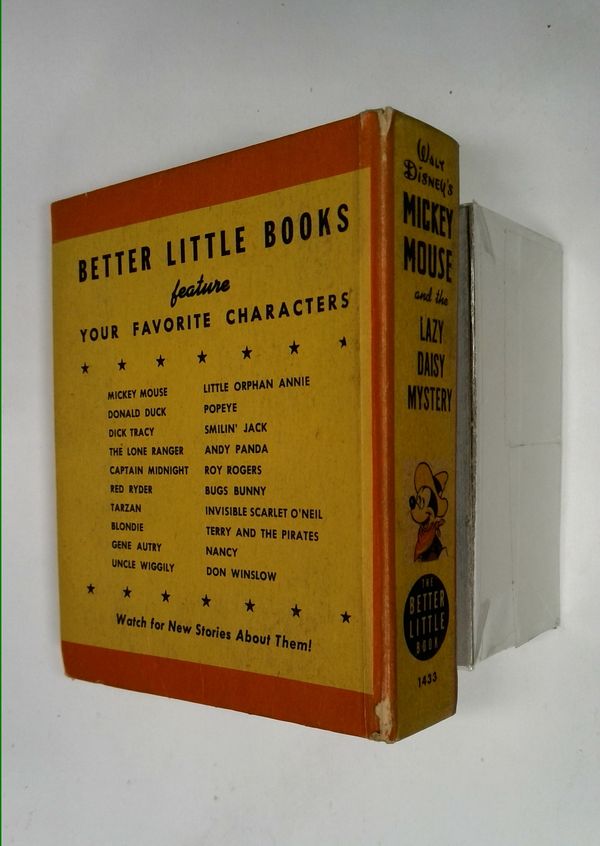 BETTER LITTLE BOOKS
feature
YOUR FAVORITE CHARACTERS
MICKEY MOUSE
DONALD DUCK
DICK TRACY
THE LONE RANGER
CAPTAIN MIDNIGHT
RED RYDER
TARZAN
BLONDIE
GENE AUTRY
UNCLE WIGGILY
LITTLE ORPHAN ANNIE
POPEYE
SMILIN' JACK
ANDY PANDA
ROY ROGERS
BUGS BUNNY
INVISIBLE SCARLET O'NEIL
TERRY AND THE PIRATES
NANCY
DON WINSLOW
Watch for New Stories About Them!
WALT
DISNEY'S
MICKEY
MOUSE
and the
LAZY
DAISY
MYSTERY
THE
BETTER
LITTLE
BOOK
1433